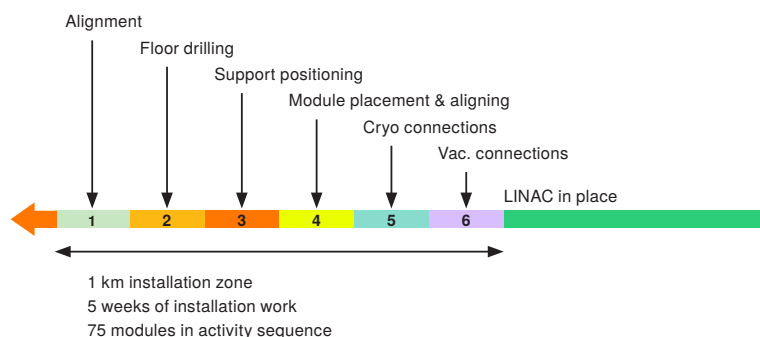 Alignment
Floor drilling
Support positioning
Module placement & aligning
Cryo connections
Vac. connections
LINAC in place
1 2 3 4 5 6
1 km installation zone
5 weeks of installation work
75 modules in activity sequence